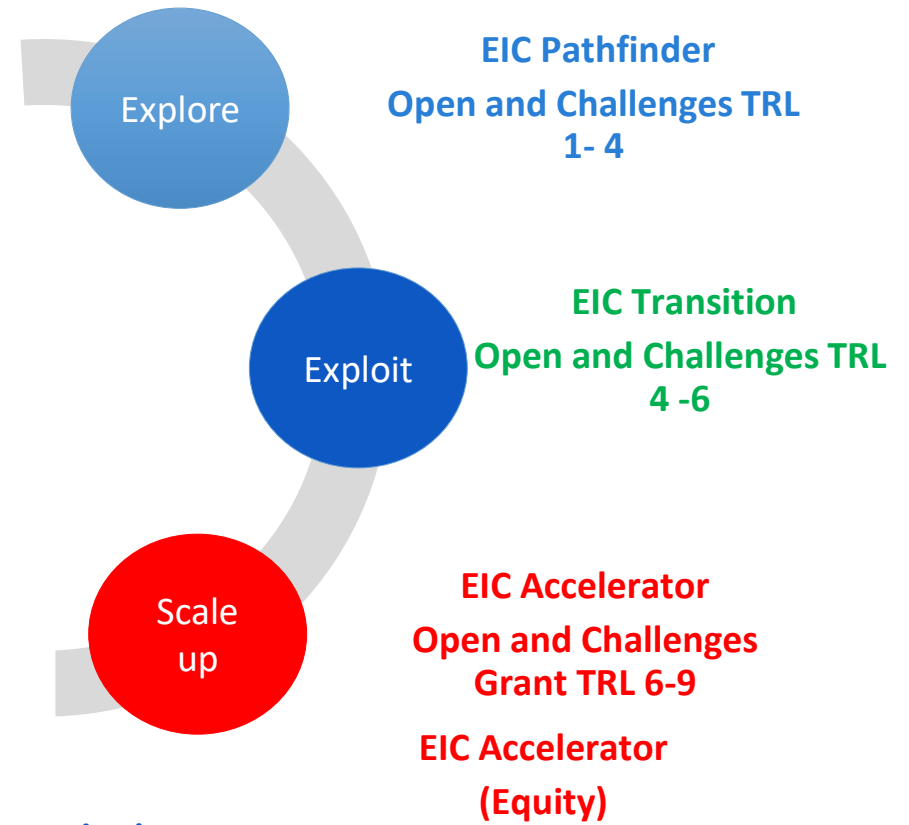 Explore
EIC Pathfinder
Open and Challenges TRL
1- 4
Exploit
EIC Transition
Open and Challenges TRL
4 -6
Scale
up
EIC Accelerator
Open and Challenges
Grant TRL 6-9
EIC Accelerator
(Equity)